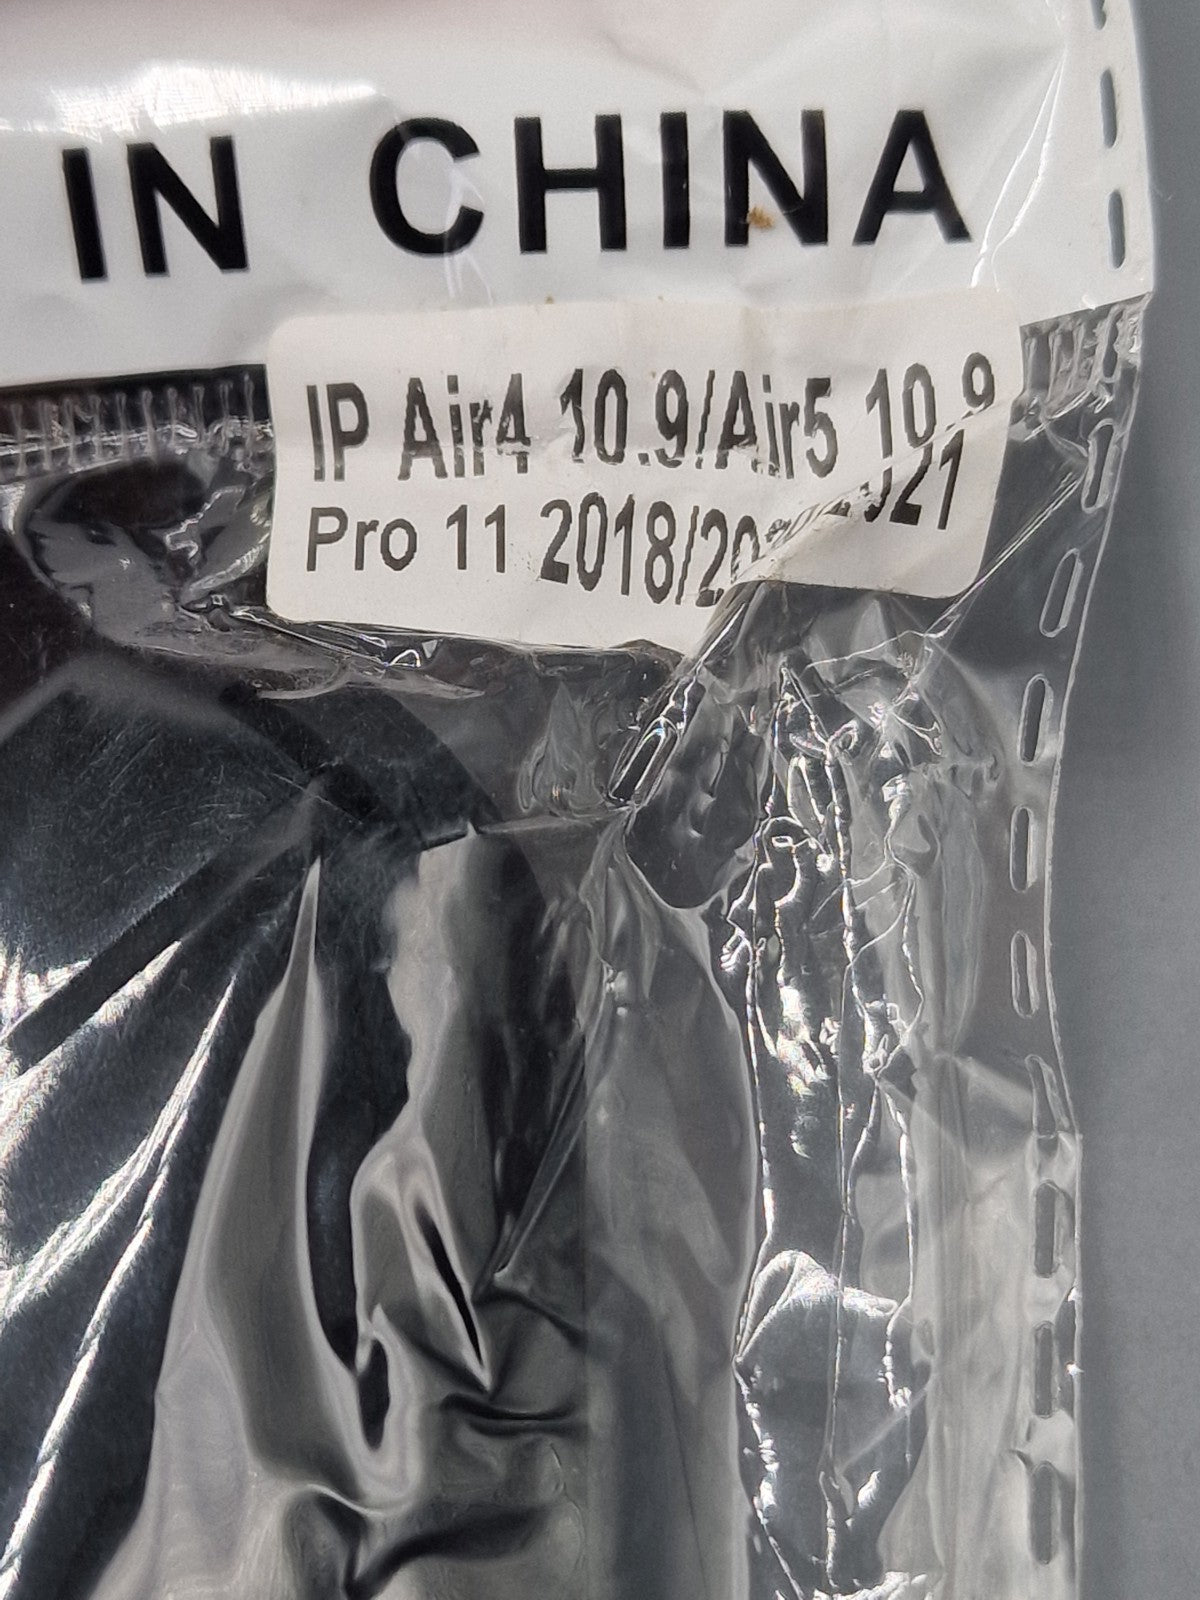 IN CHINA
IP Air4 10.9/Air5 10.9
Pro 11 2018/